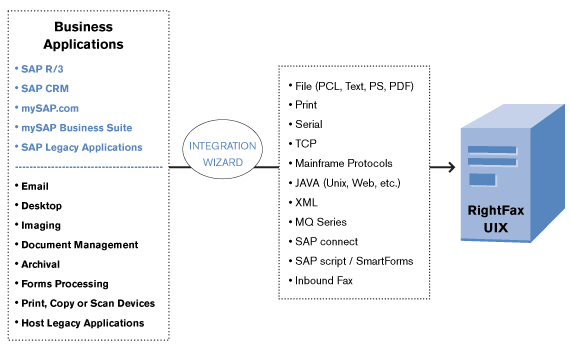 Business
Applications
• SAP R/3
• SAP CRM
• mySAP.com
• mySAP Business Suite
• SAP Legacy Applications
• Email
• Desktop
• Imaging
• Document Management
• Archival
• Forms Processing
• Print, Copy or Scan Devices
• Host Legacy Applications
INTEGRATION
WIZARD
• File (PCL, Text, PS, PDF)
• Print
• Serial
• TCP
• Mainframe Protocols
• JAVA (Unix, Web, etc.)
• XML
• MQ Series
• SAP connect
• SAP script / SmartForms
• Inbound Fax
RightFax
UIX